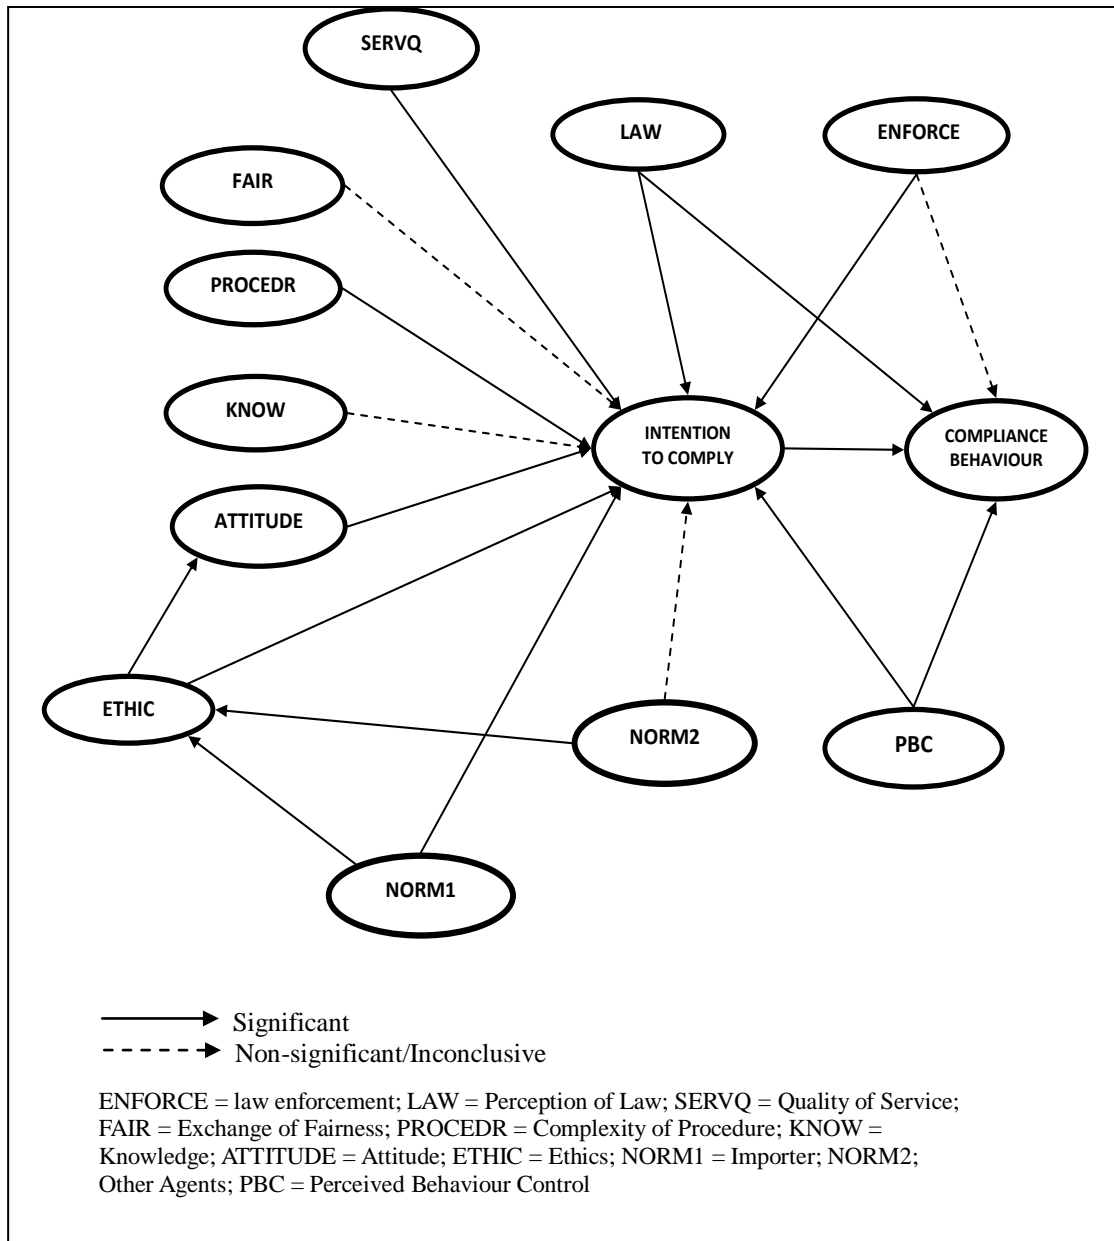 SERVQ
LAW
ENFORCE
FAIR
PROCEDR
KNOW
INTENTION
TO COMPLY
COMPLIANCE
BEHAVIOUR
ATTITUDE
ETHIC
NORM2
PBC
NORM1
Significant
Non-significant/Inconclusive
ENFORCE = law enforcement; LAW = Perception of Law; SERVQ = Quality of Service;
FAIR = Exchange of Fairness; PROCEDR = Complexity of Procedure; KNOW =
Knowledge; ATTITUDE = Attitude; ETHIC = Ethics; NORM1 = Importer; NORM2;
Other Agents; PBC = Perceived Behaviour Control